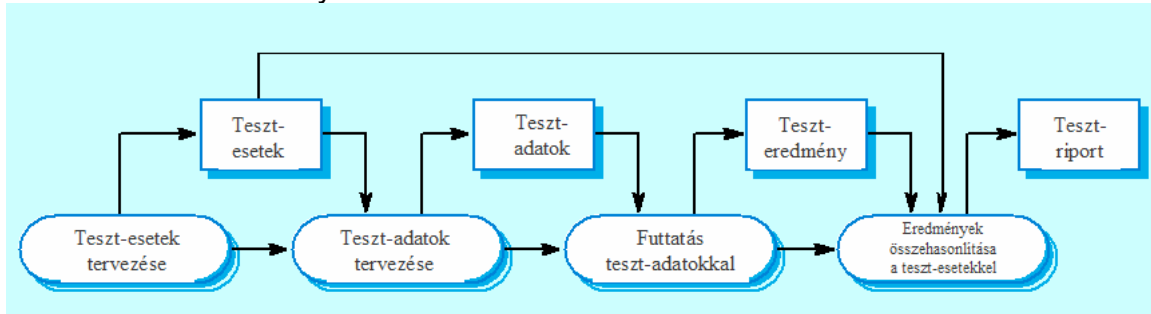 Teszt-
esetek
Teszt-
adatok
Teszt-
eredmény
Teszt-
riport
Teszt-esetek
tervezése
Teszt-adatok
tervezése
Futtatás
teszt-adatokkal
Eredmények
összehasonlítása
a teszt-esetekkel